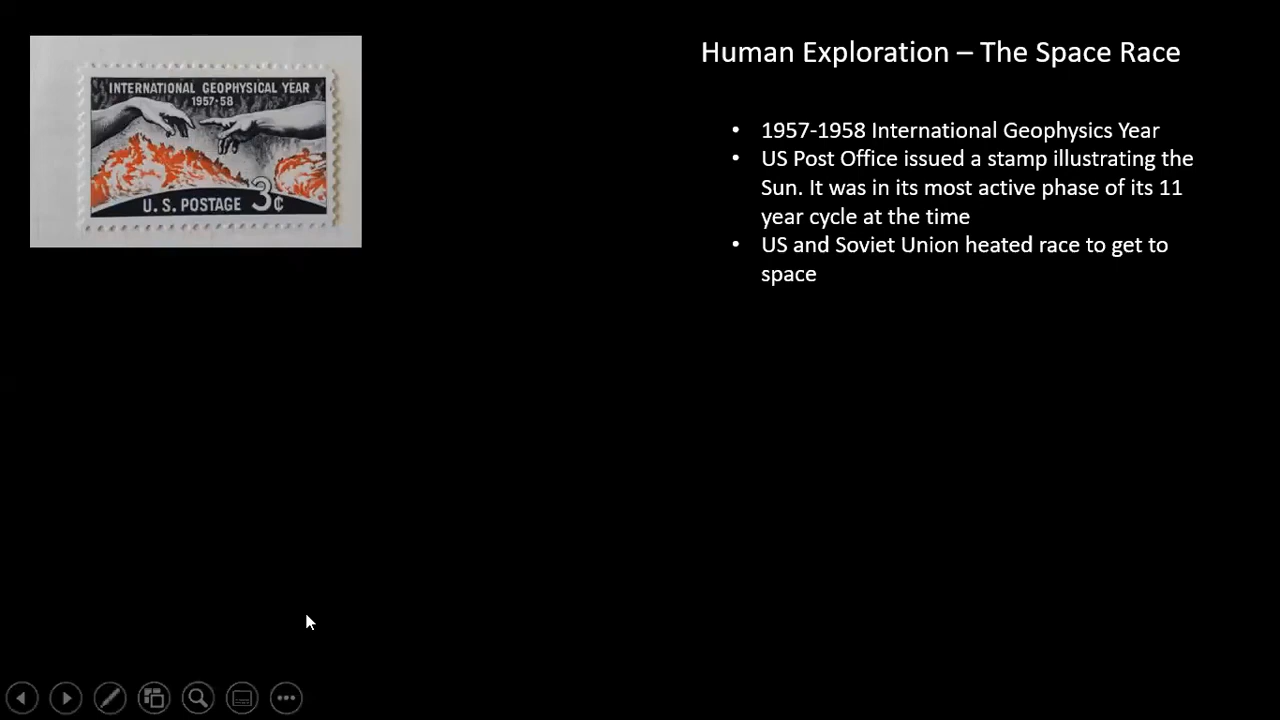 INTERNATIONAL GEOPHYSICAL YEAR
1957-58
U. S. POSTAGE 3¢
Human Exploration – The Space Race
• 1957-1958 International Geophysics Year
• US Post Office issued a stamp illustrating the
Sun. It was in its most active phase of its 11
year cycle at the time
• US and Soviet Union heated race to get to
space